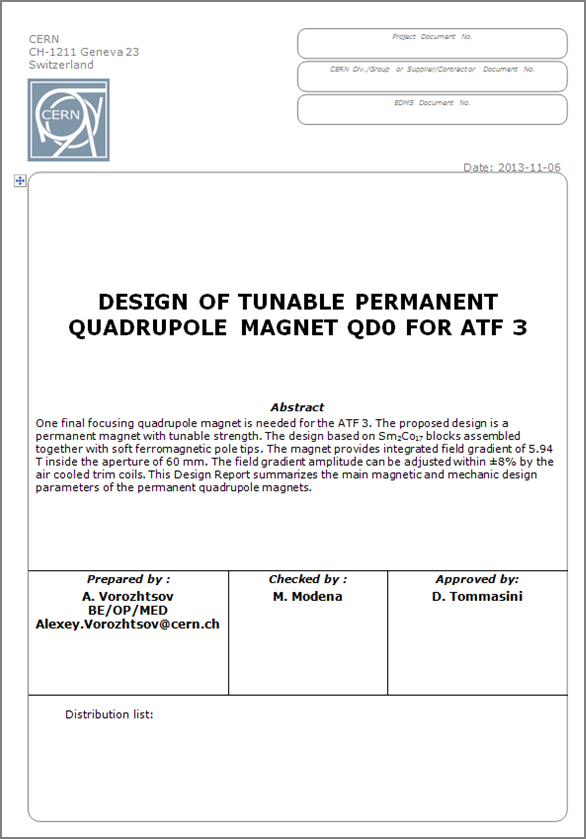 CERN
CH-1211 Geneva 23
Switzerland
CERN
Project Document No.
CERN Div./Group or Supplier/Contractor Document No.
EDMS Document No.
Date: 2013-11-06
DESIGN OF TUNABLE PERMANENT
QUADRUPOLE MAGNET QD0 FOR ATF 3
Abstract
One final focusing quadrupole magnet is needed for the ATF 3. The proposed design is a
permanent magnet with tunable strength. The design based on Sm₂Co₁₇ blocks assembled
together with soft ferromagnetic pole tips. The magnet provides integrated field gradient of 5.94
T inside the aperture of 60 mm. The field gradient amplitude can be adjusted within ±8% by the
air cooled trim coils. This Design Report summarizes the main magnetic and mechanic design
parameters of the permanent quadrupole magnets.
Prepared by :
A. Vorozhtsov
BE/OP/MED
Alexey.Vorozhtsov@cern.ch
Checked by :
M. Modena
Approved by:
D. Tommasini
Distribution list: